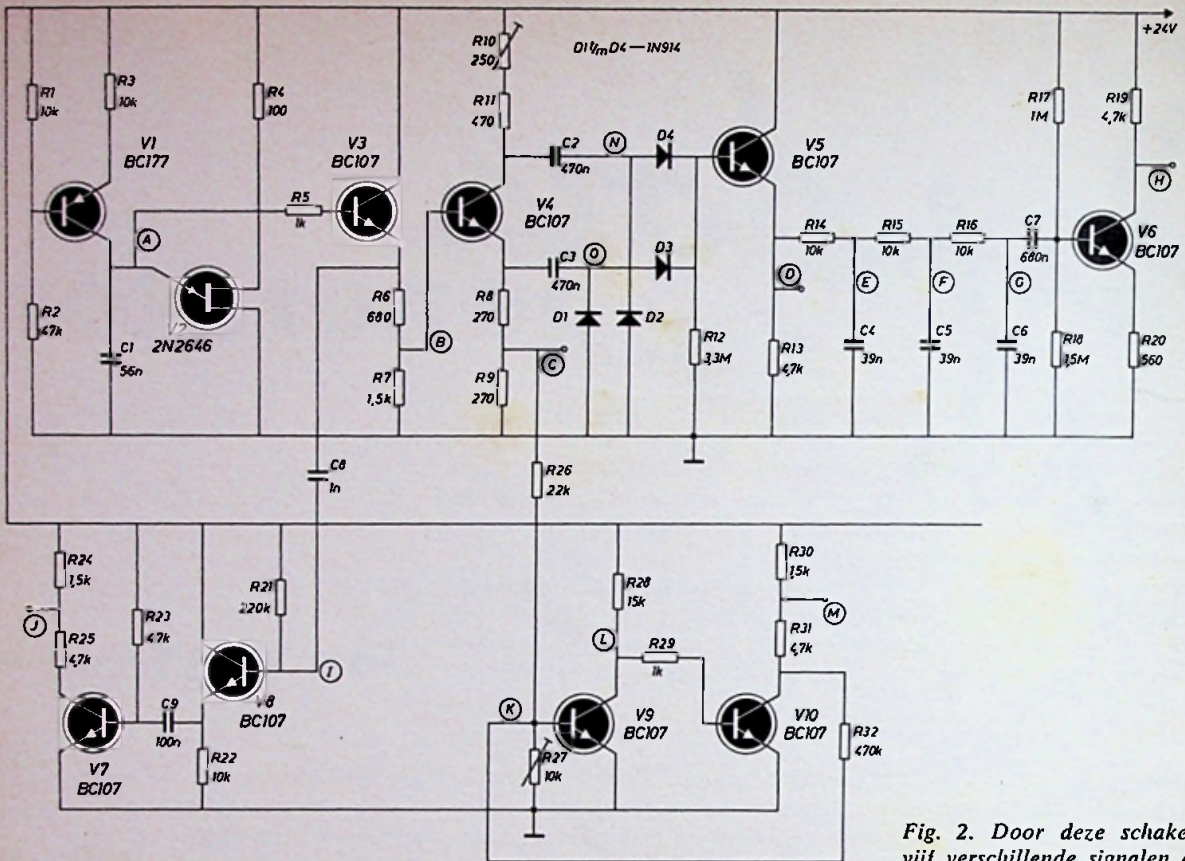 +24V
R1
10k
R3
10k
R4
100
R10
250
D1 t/m D4 — 1N914
R17
1M
R19
4,7k
R11
470
V1
BC177
V3
BC107
R5
1k
C2
470n
N
D4
V5
BC107
H
A
V4
BC107
R14
10k
R15
10k
R16
10k
C7
680n
V6
BC107
C3
470n
O
D3
D
E
F
G
R2
47k
2N2646
R6
680
B
R8
270
D1
D2
C
R12
3,3M
R13
4,7k
C4
39n
C5
39n
C6
39n
R18
1,5M
R20
560
C1
56n
R7
1,5k
R9
270
C8
1n
R26
22k
R24
1,5k
R21
220k
R28
15k
R30
1,5k
J
R23
47k
M
R25
4,7k
L
R29
1k
R31
4,7k
I
V8
BC107
C9
100n
K
V9
BC107
V10
BC107
R32
470k
V7
BC107
R22
10k
R27
10k
Fig. 2. Door deze schake
vijf verschillende signalen